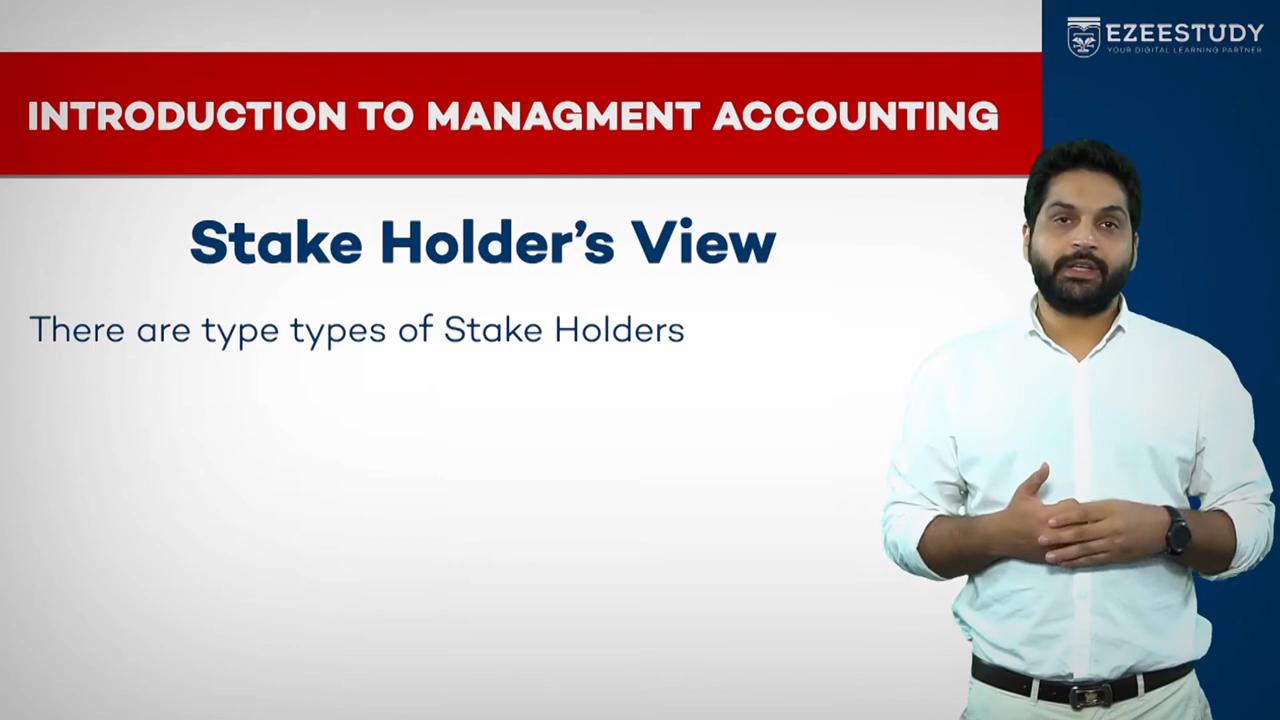 EZEESTUDY
YOUR DIGITAL LEARNING PARTNER
INTRODUCTION TO MANAGMENT ACCOUNTING
Stake Holder’s View
There are type types of Stake Holders